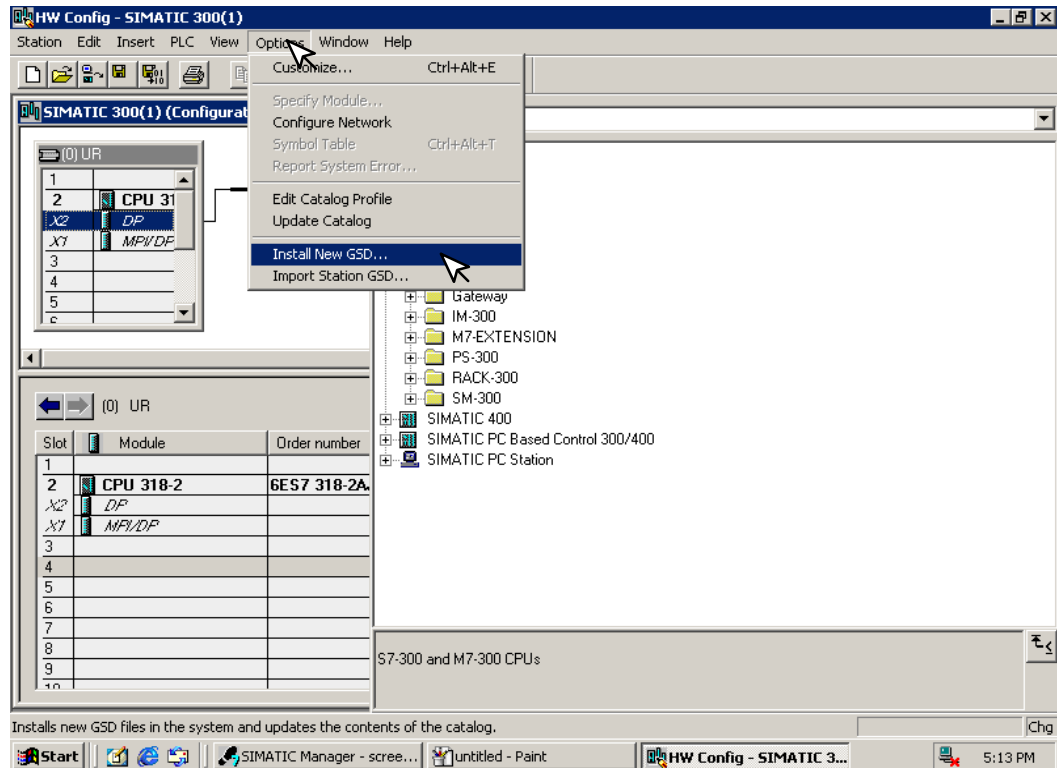 HW Config - SIMATIC 300(1)
Station Edit Insert PLC View Options Window Help
Customize... Ctrl+Alt+E
Specify Module...
Configure Network
Symbol Table Ctrl+Alt+T
Report System Error...
Edit Catalog Profile
Update Catalog
Install New GSD...
Import Station GSD...
SIMATIC 300(1) (Configurat
(0) UR
1
2 CPU 31
X2 DP
X1 MPI/DP
3
4
5
Gateway
IM-300
M7-EXTENSION
PS-300
RACK-300
SM-300
SIMATIC 400
SIMATIC PC Based Control 300/400
SIMATIC PC Station
(0) UR
Slot Module Order number
1
2 CPU 318-2 6ES7 318-2A
X2 DP
X1 MPI/DP
3
4
5
6
7
8
9
10
S7-300 and M7-300 CPUs
Installs new GSD files in the system and updates the contents of the catalog. Chg
Start SIMATIC Manager - scree... untitled - Paint HW Config - SIMATIC 3... 5:13 PM